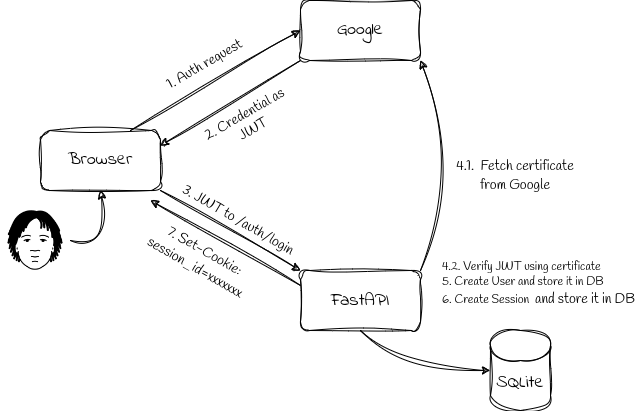 Google
1. Auth request
2. Credential as
JWT
Browser
4.1. Fetch certificate
from Google
3. JWT to /auth/login
7. Set-Cookie:
session_id=xxxxxxx
FastAPI
4.2. Verify JWT using certificate
5. Create User and store it in DB
6. Create Session and store it in DB
SQLite